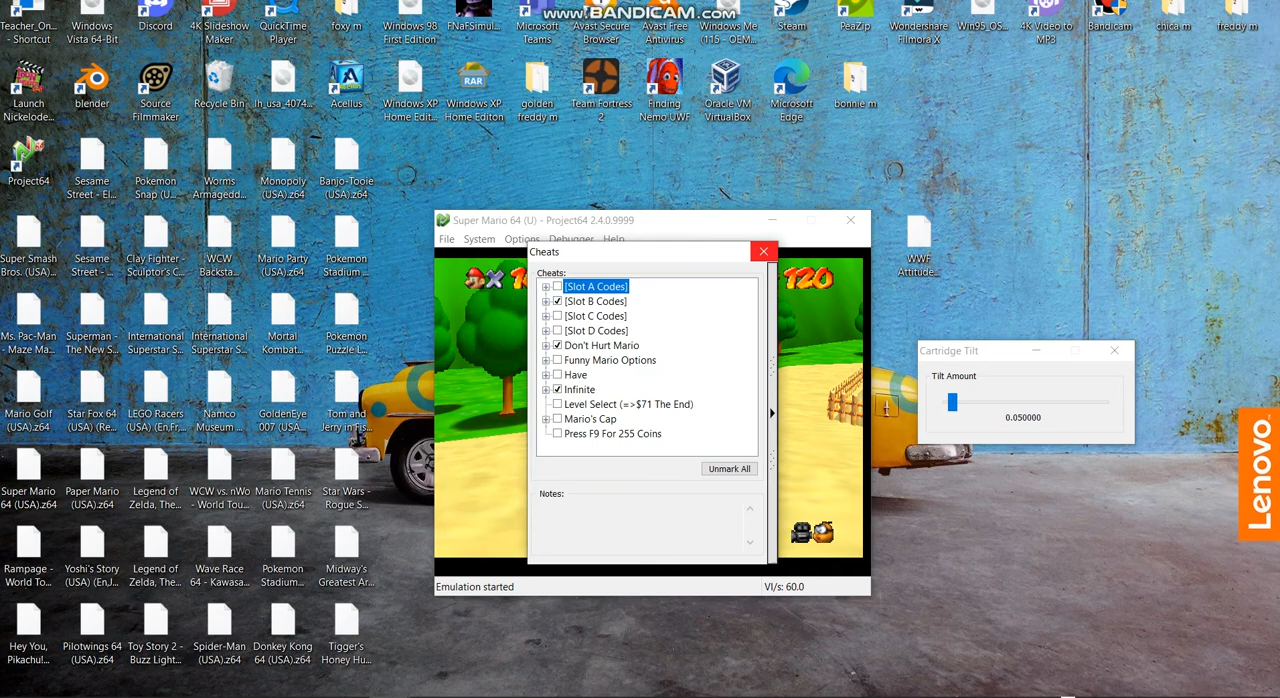 www.BANDICAM.com
Teacher_On...
- Shortcut
Windows
Vista 64-Bit
Discord
4K Slideshow
Maker
QuickTime
Player
foxy m
Windows 98
First Edition
FNaFSimul...
Microsoft
Teams
Avast Secure
Browser
Avast Free
Antivirus
Windows Me
(115 - OEM...
Steam
PeaZip
Wondershare
Filmora X
Win95_OS...
4K Video to
MP3
Bandicam
chica m
freddy m
Launch
Nickelode...
blender
Source
Filmmaker
Recycle Bin
lh_usa_4074...
Acellus
Windows XP
Home Edit...
RAR
Windows XP
Home Editon
golden
freddy m
Team Fortress
2
Finding
Nemo UWF
Oracle VM
VirtualBox
Microsoft
Edge
bonnie m
Project64
Sesame
Street - El...
Pokemon
Snap (U...
Worms
Armagedd...
Monopoly
(USA).z64
Banjo-Tooie
(USA).z64
Super Smash
Bros. (USA)...
Sesame
Street - ...
Clay Fighter -
Sculptor's C...
WCW
Backsta...
Mario Party
(USA).z64
Pokemon
Stadium ...
WWF
Attitude...
Ms. Pac-Man
- Maze Ma...
Superman -
The New S...
International
Superstar S...
International
Superstar S...
Mortal
Kombat...
Pokemon
Puzzle L...
Mario Golf
(USA).z64
Star Fox 64
(USA) (Re...
LEGO Racers
(USA) (En,Fr,...
Namco
Museum ...
GoldenEye
007 (USA...
Tom and
Jerry in Fis...
Super Mario
64 (USA).z64
Paper Mario
(USA).z64
Legend of
Zelda, The...
WCW vs. nWo
- World Tou...
Mario Tennis
(USA).z64
Star Wars -
Rogue S...
Rampage -
World To...
Yoshi's Story
(USA) (En,J...
Legend of
Zelda, The...
Wave Race
64 - Kawasa...
Pokemon
Stadium...
Midway's
Greatest Ar...
Hey You,
Pikachu!...
Pilotwings 64
(USA).z64
Toy Story 2 -
Buzz Light...
Spider-Man
(USA).z64
Donkey Kong
64 (USA).z64
Tigger's
Honey Hu...
Super Mario 64 (U) - Project64 2.4.0.9999
File System Options Debugger Help
120
Cheats
Cheats:
[Slot A Codes]
[Slot B Codes]
[Slot C Codes]
[Slot D Codes]
Don't Hurt Mario
Funny Mario Options
Have
Infinite
Level Select (=>$71 The End)
Mario's Cap
Press F9 For 255 Coins
Unmark All
Notes:
Emulation started
VI/s: 60.0
Cartridge Tilt
Tilt Amount
0.050000
Lenovo